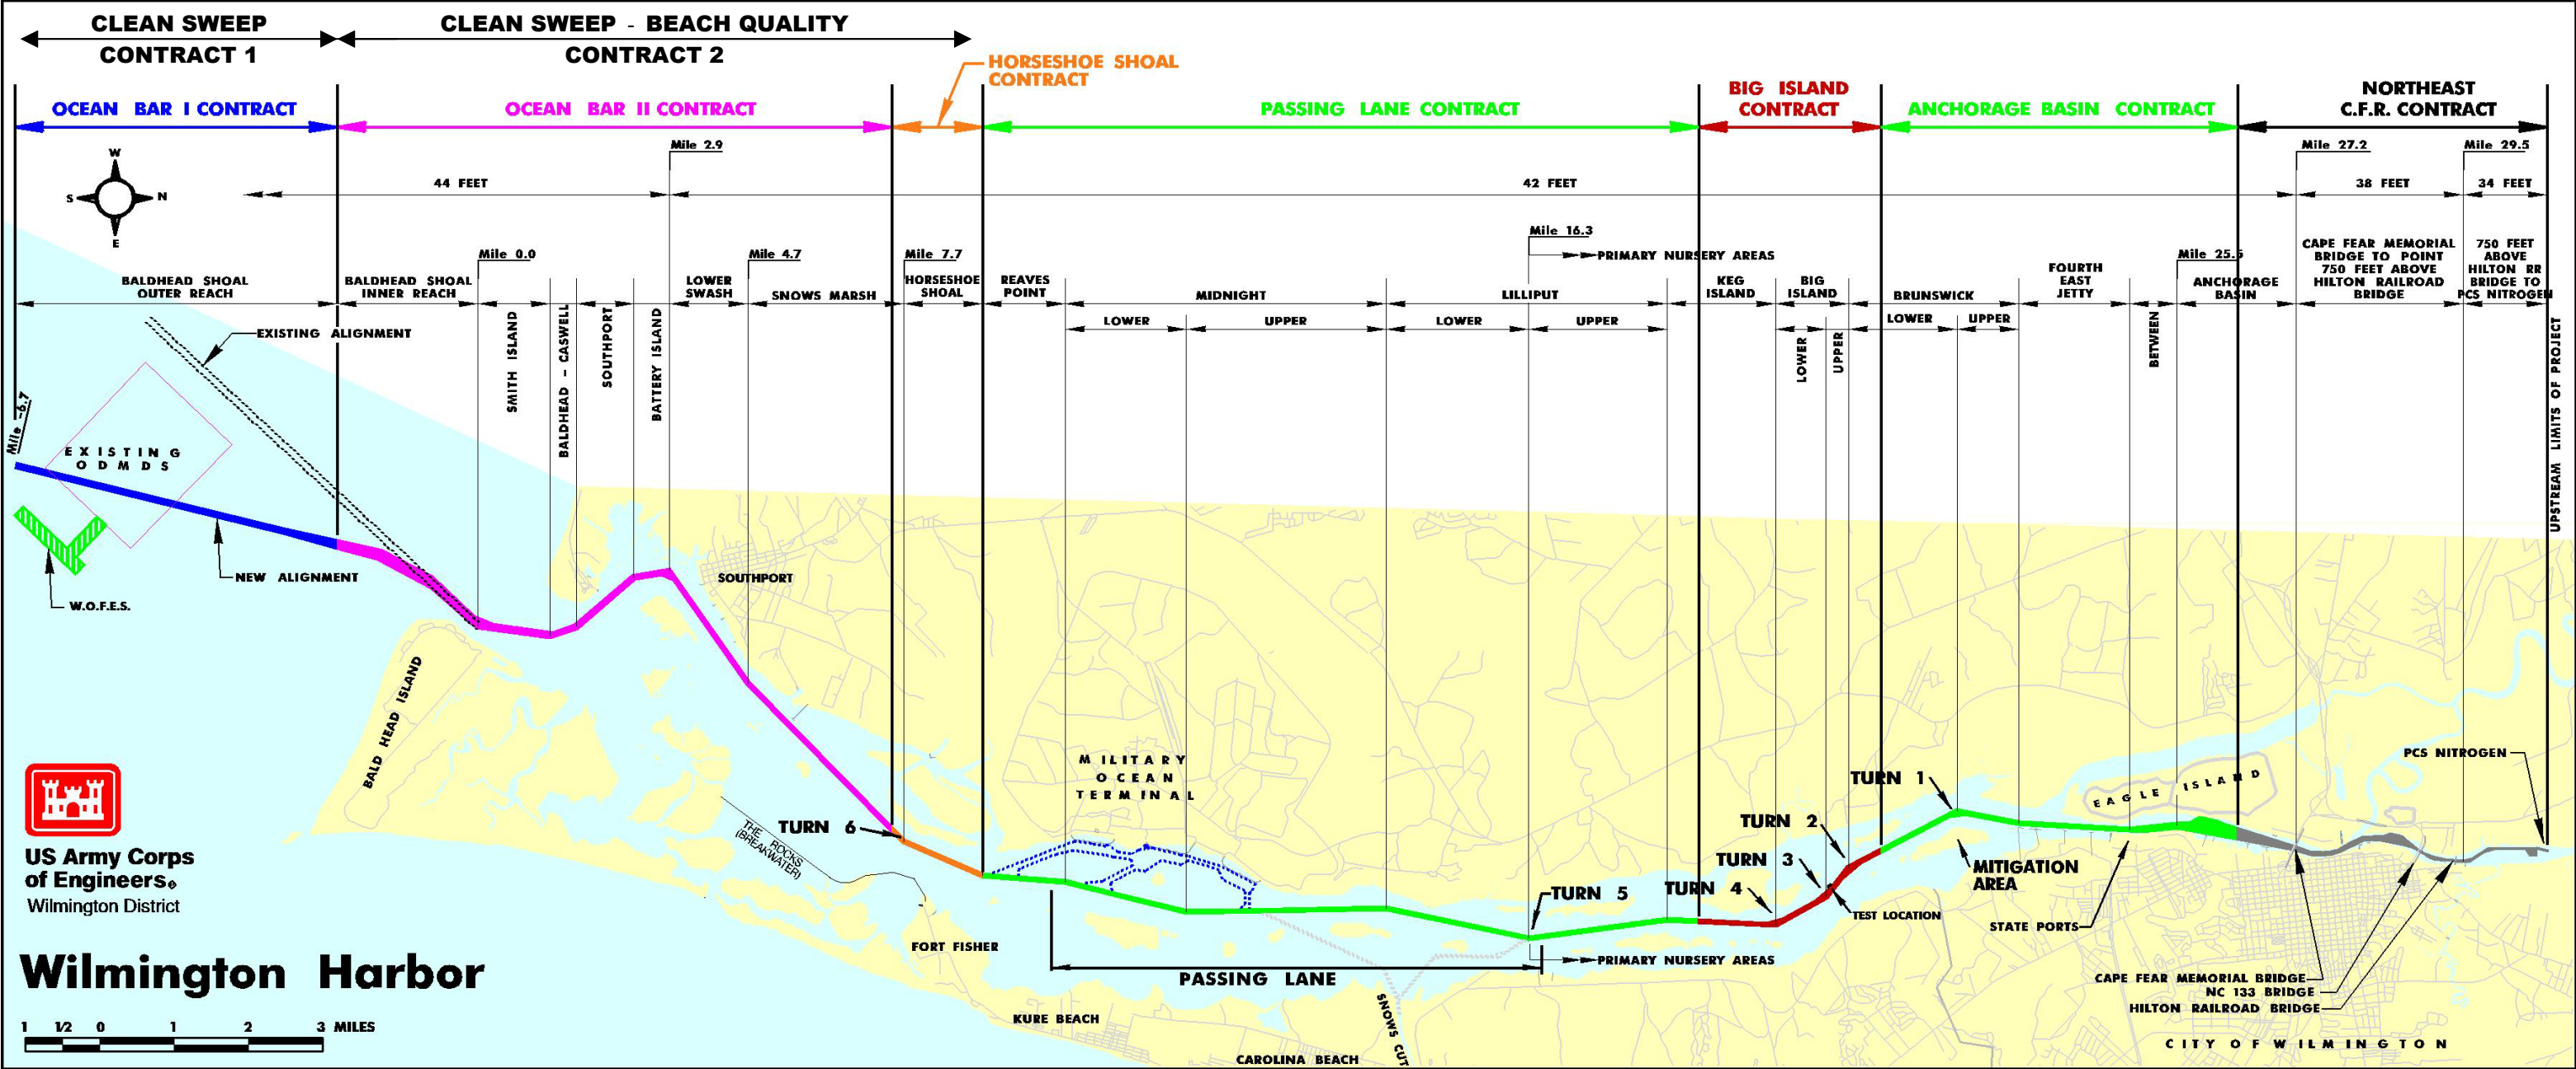 CLEAN SWEEP
CONTRACT 1
CLEAN SWEEP - BEACH QUALITY
CONTRACT 2
HORSESHOE SHOAL
CONTRACT
OCEAN BAR I CONTRACT
OCEAN BAR II CONTRACT
PASSING LANE CONTRACT
BIG ISLAND
CONTRACT
ANCHORAGE BASIN CONTRACT
NORTHEAST
C.F.R. CONTRACT
W
S
N
E
44 FEET
Mile 2.9
42 FEET
Mile 27.2
38 FEET
Mile 29.5
34 FEET
Mile 0.0
Mile 4.7
Mile 7.7
Mile 16.3
PRIMARY NURSERY AREAS
Mile 25.5
BALDHEAD SHOAL
OUTER REACH
BALDHEAD SHOAL
INNER REACH
LOWER
SWASH
SNOWS MARSH
HORSESHOE
SHOAL
REAVES
POINT
MIDNIGHT
LILLIPUT
KEG
ISLAND
BIG
ISLAND
BRUNSWICK
FOURTH
EAST
JETTY
ANCHORAGE
BASIN
CAPE FEAR MEMORIAL
BRIDGE TO POINT
750 FEET ABOVE
HILTON RAILROAD
BRIDGE
750 FEET
ABOVE
HILTON RR
BRIDGE TO
PCS NITROGEN
LOWER
UPPER
LOWER
UPPER
LOWER
UPPER
LOWER
UPPER
BETWEEN
SMITH ISLAND
BALDHEAD - CASWELL
SOUTHPORT
BATTERY ISLAND
UPSTREAM LIMITS OF PROJECT
EXISTING ALIGNMENT
Mile -6.7
EXISTING
ODMDS
NEW ALIGNMENT
W.O.F.E.S.
SOUTHPORT
BALD HEAD ISLAND
MILITARY
OCEAN
TERMINAL
THE ROCKS
(BREAKWATER)
TURN 6
TURN 5
TURN 4
TURN 3
TURN 2
TURN 1
TEST LOCATION
MITIGATION
AREA
EAGLE ISLAND
PCS NITROGEN
STATE PORTS
PRIMARY NURSERY AREAS
PASSING LANE
FORT FISHER
KURE BEACH
CAROLINA BEACH
SNOWS CUT
CAPE FEAR MEMORIAL BRIDGE
NC 133 BRIDGE
HILTON RAILROAD BRIDGE
CITY OF WILMINGTON
US Army Corps
of Engineers®
Wilmington District
Wilmington Harbor
1 1/2 0 1 2 3 MILES